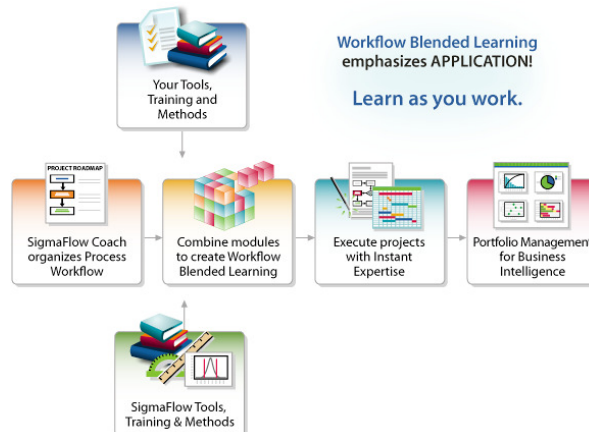 Your Tools,
Training and
Methods
Workflow Blended Learning
emphasizes APPLICATION!
Learn as you work.
PROJECT ROADMAP
SigmaFlow Coach
organizes Process
Workflow
Combine modules
to create Workflow
Blended Learning
Execute projects
with Instant
Expertise
Portfolio Management
for Business
Intelligence
SigmaFlow Tools,
Training & Methods